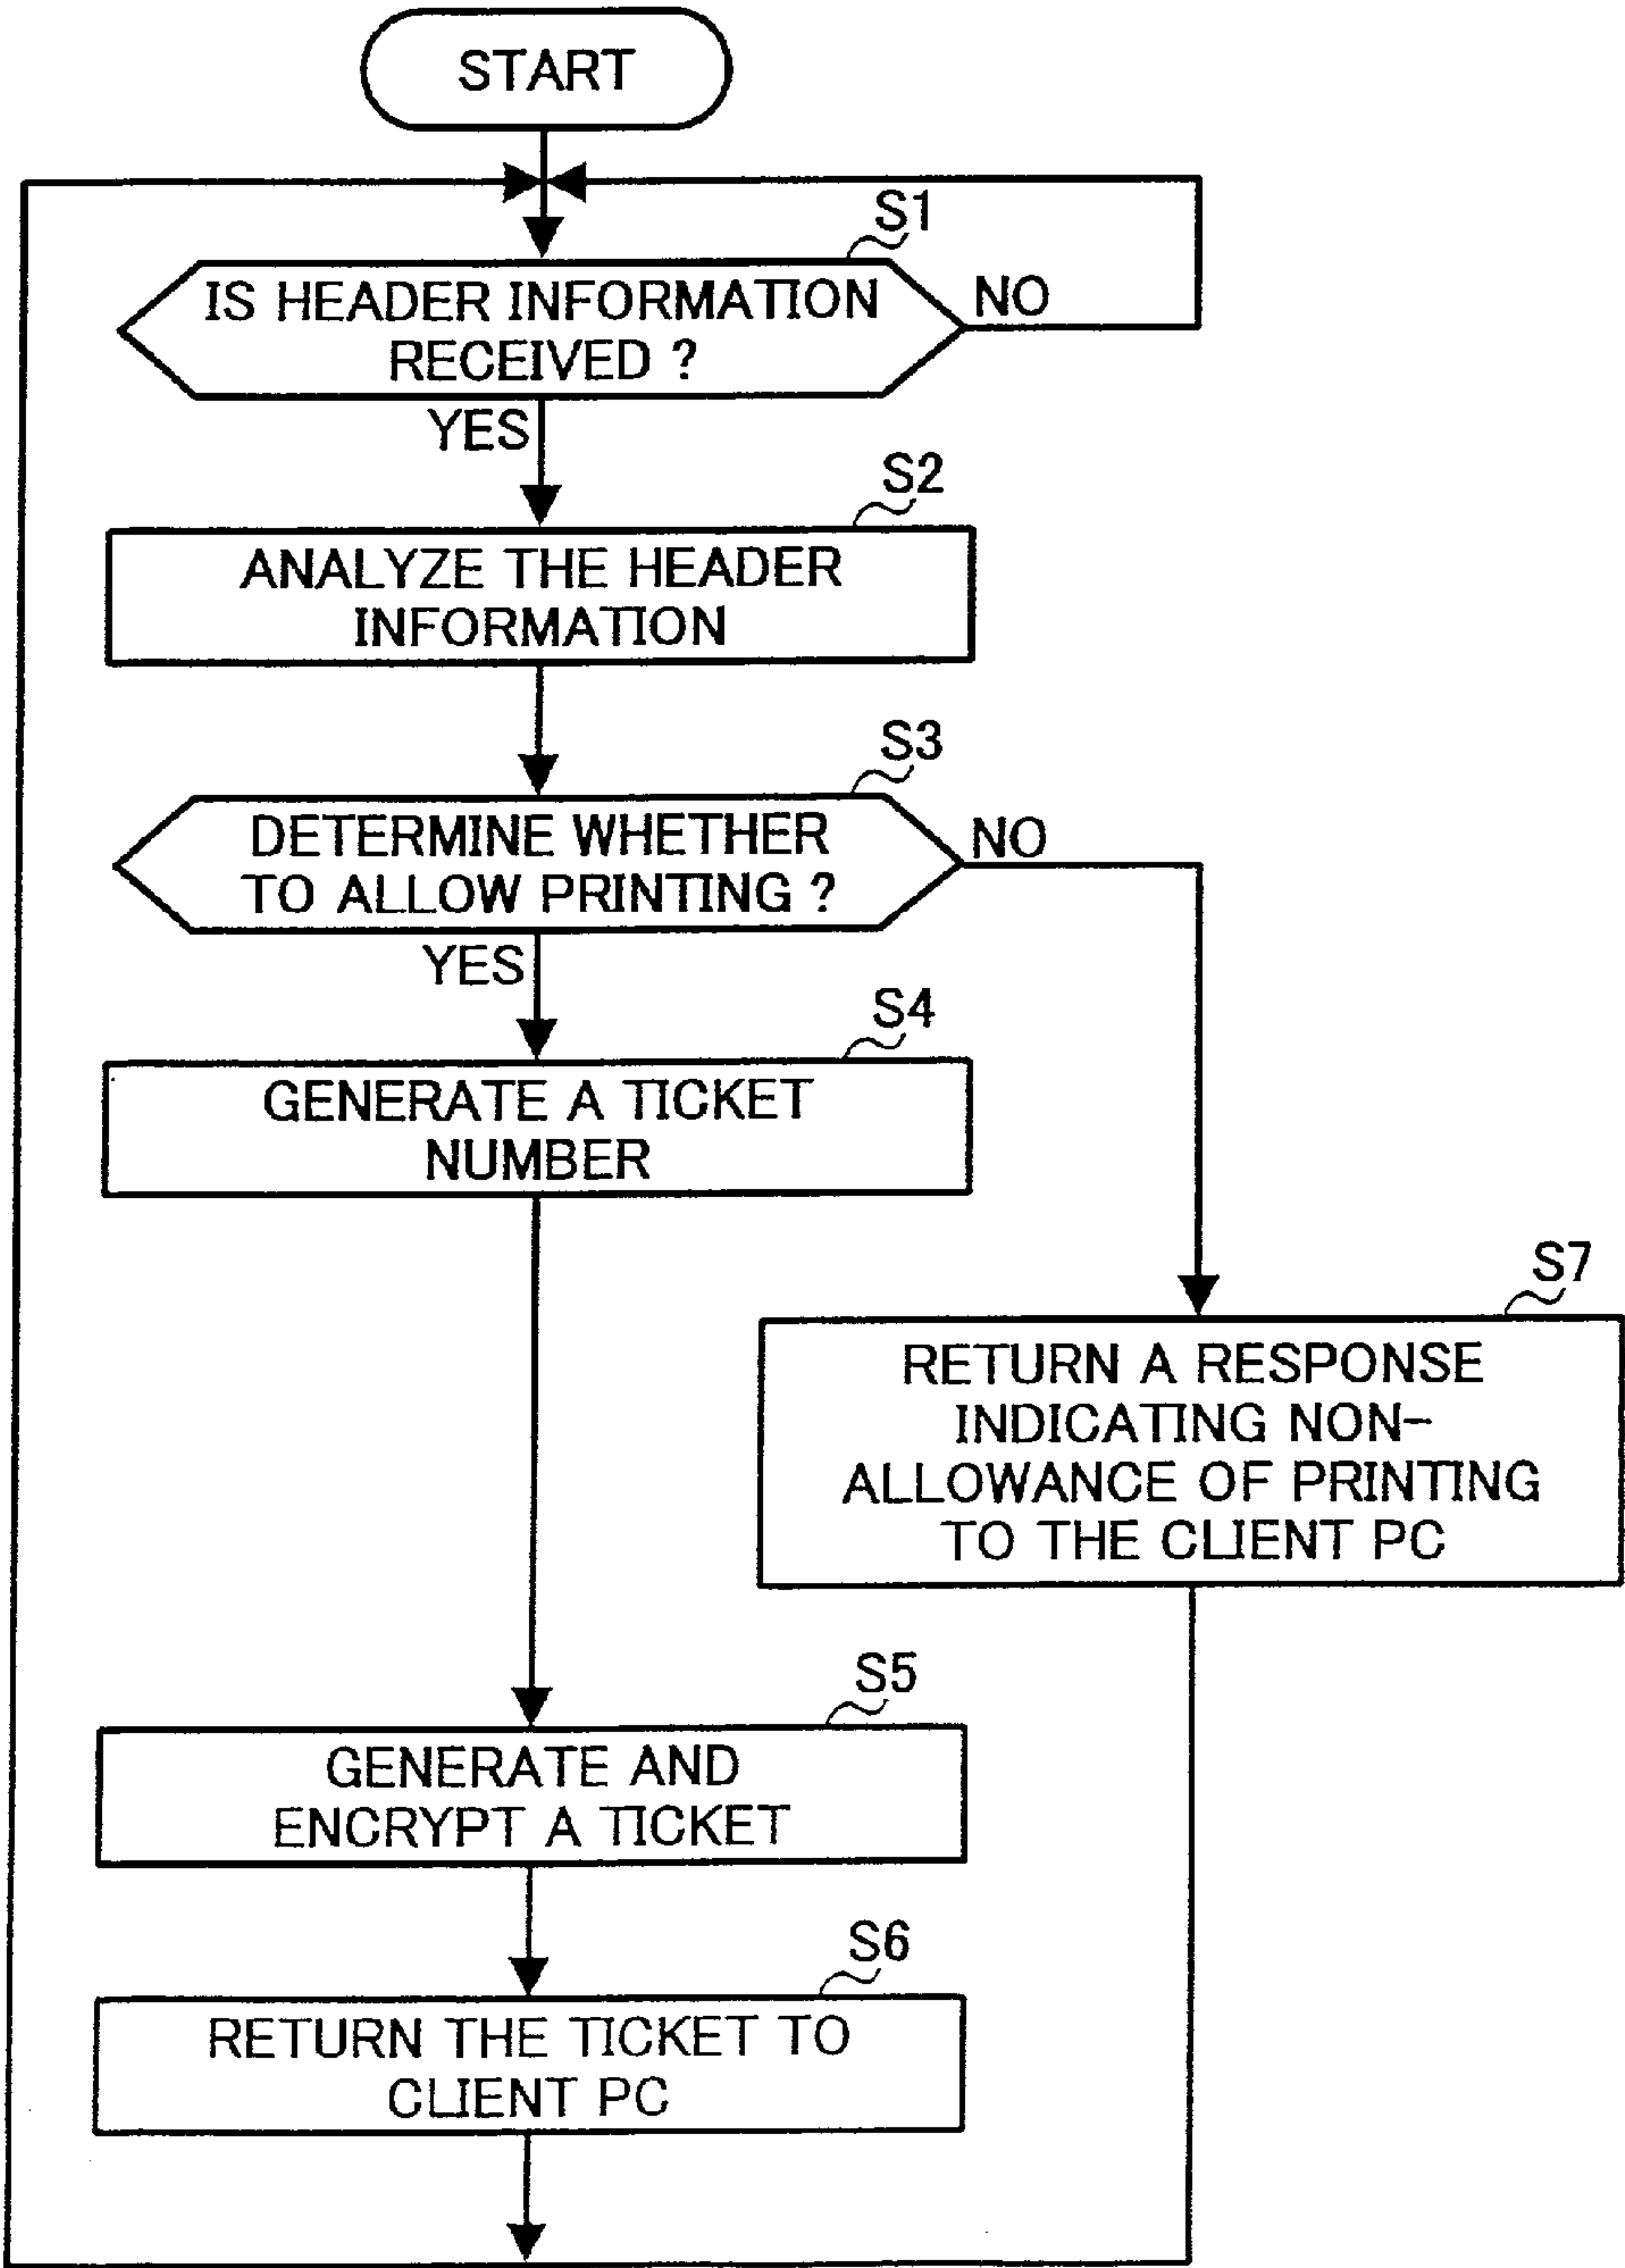 START
S1
IS HEADER INFORMATION
RECEIVED ?
NO
YES
S2
ANALYZE THE HEADER
INFORMATION
S3
DETERMINE WHETHER
TO ALLOW PRINTING ?
NO
YES
S4
GENERATE A TICKET
NUMBER
S7
RETURN A RESPONSE
INDICATING NON-
ALLOWANCE OF PRINTING
TO THE CLIENT PC
S5
GENERATE AND
ENCRYPT A TICKET
S6
RETURN THE TICKET TO
CLIENT PC